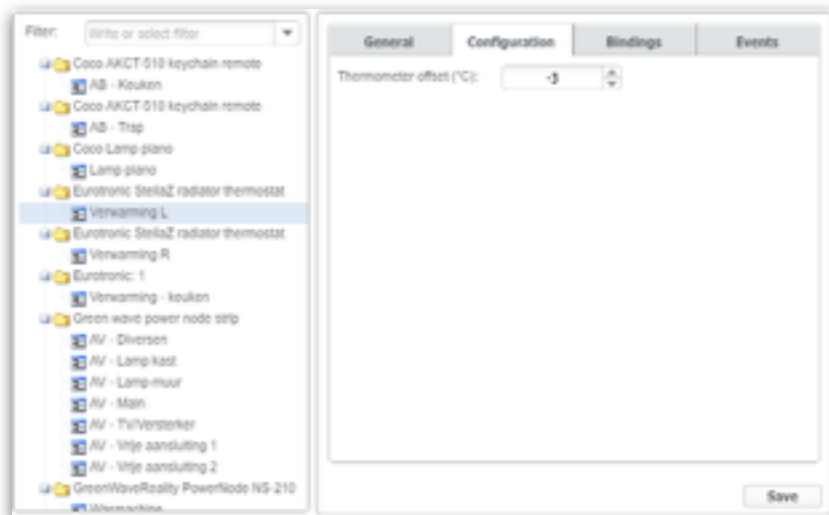 Filter:
Write or select filter
Coco AKCT-510 keychain remote
AB - Keuken
Coco AKCT-510 keychain remote
AB - Trap
Coco Lamp piano
Lamp piano
Eurotronic StellaZ radiator thermostat
Verwarming L
Eurotronic StellaZ radiator thermostat
Verwarming R
Eurotronic: 1
Verwarming - keuken
Green wave power node strip
AV - Diversen
AV - Lamp kast
AV - Lamp muur
AV - Main
AV - TV/Versterker
AV - Vrije aansluiting 1
AV - Vrije aansluiting 2
GreenWaveReality PowerNode NS-210
Wasmachine
General
Configuration
Bindings
Events
Thermometer offset (°C):
-3
Save